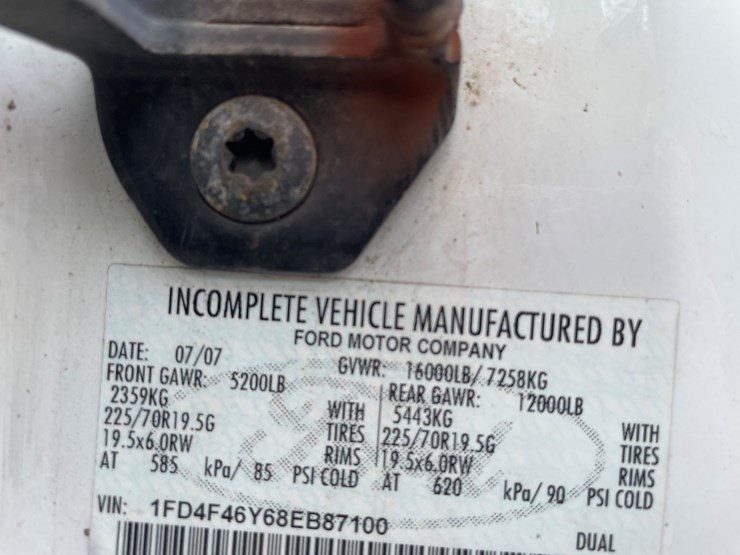 INCOMPLETE VEHICLE MANUFACTURED BY
FORD MOTOR COMPANY
DATE: 07/07 GVWR: 16000LB/ 7258KG
FRONT GAWR: 5200LB REAR GAWR: 12000LB
2359KG WITH 5443KG WITH
225/70R19.5G TIRES 225/70R19.5G TIRES
19.5x6.0RW RIMS 19.5x6.0RW RIMS
AT 585 kPa/ 85 PSI COLD AT 620 kPa/ 90 PSI COLD
VIN: 1FD4F46Y68EB87100 DUAL